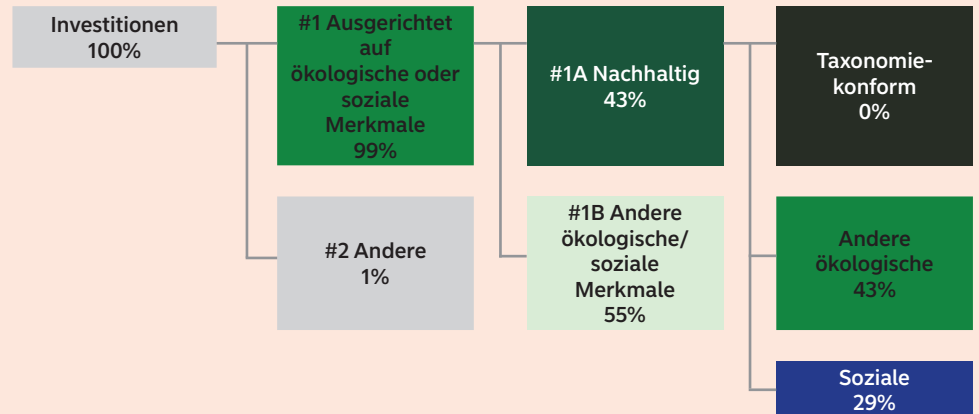 Investitionen
100%
#1 Ausgerichtet
auf
ökologische oder
soziale
Merkmale
99%
#1A Nachhaltig
43%
Taxonomie-
konform
0%
#2 Andere
1%
#1B Andere
ökologische/
soziale
Merkmale
55%
Andere
ökologische
43%
Soziale
29%